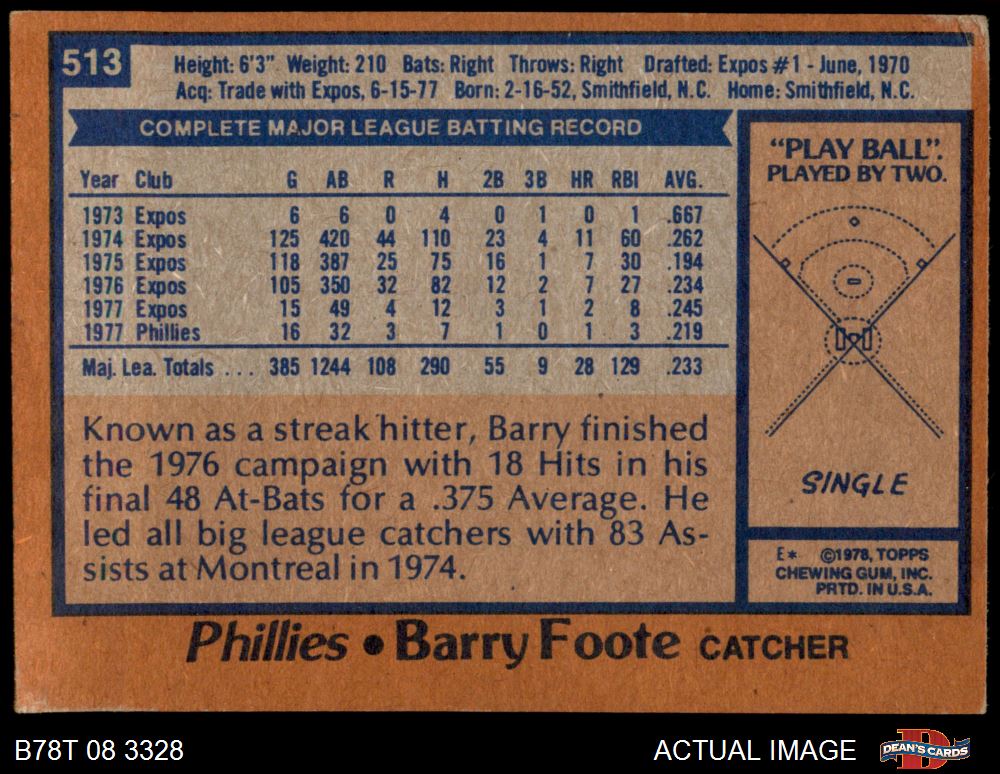 513
Height: 6'3" Weight: 210 Bats: Right Throws: Right Drafted: Expos #1 - June, 1970
Acq: Trade with Expos, 6-15-77 Born: 2-16-52, Smithfield, N.C. Home: Smithfield, N.C.
COMPLETE MAJOR LEAGUE BATTING RECORD
Year Club G AB R H 2B 3B HR RBI AVG.
1973 Expos 6 6 0 4 0 1 0 1 .667
1974 Expos 125 420 44 110 23 4 11 60 .262
1975 Expos 118 387 25 75 16 1 7 30 .194
1976 Expos 105 350 32 82 12 2 7 27 .234
1977 Expos 15 49 4 12 3 1 2 8 .245
1977 Phillies 16 32 3 7 1 0 1 3 .219
Maj. Lea. Totals . . . 385 1244 108 290 55 9 28 129 .233
Known as a streak hitter, Barry finished
the 1976 campaign with 18 Hits in his
final 48 At-Bats for a .375 Average. He
led all big league catchers with 83 As-
sists at Montreal in 1974.
"PLAY BALL".
PLAYED BY TWO.
SINGLE
E* ©1978, TOPPS
CHEWING GUM, INC.
PRTD. IN U.S.A.
Phillies • Barry Foote CATCHER
B78T 08 3328
ACTUAL IMAGE
DEAN'S CARDS